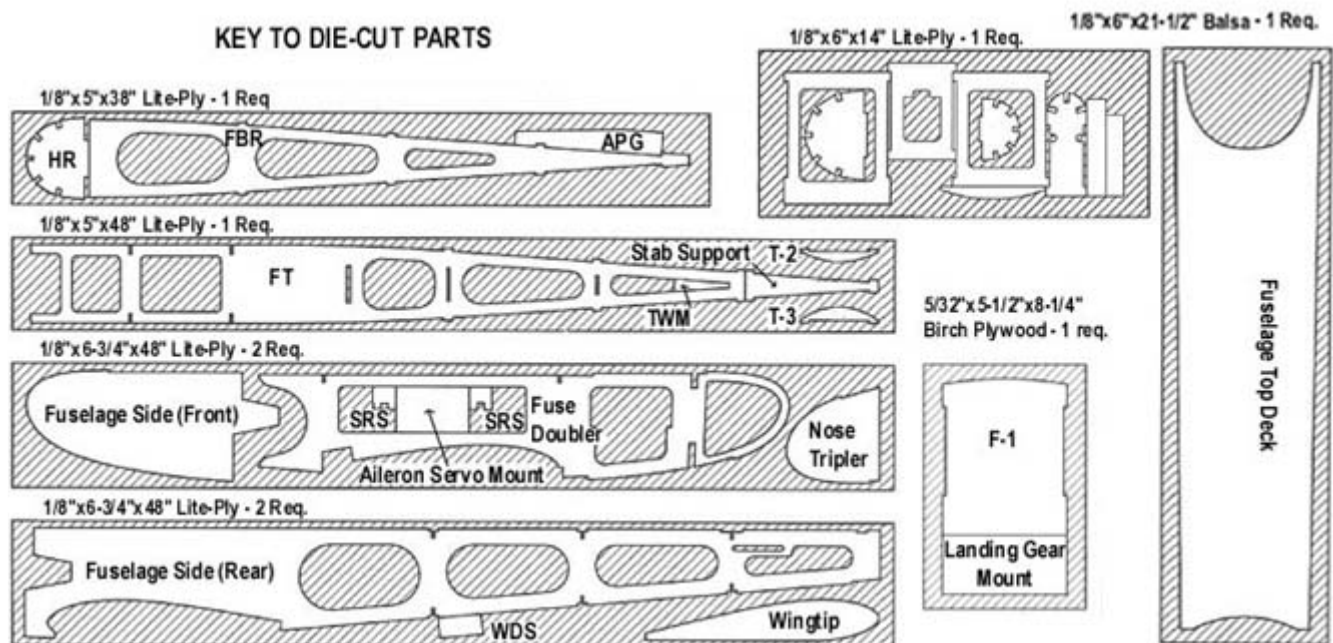 KEY TO DIE-CUT PARTS
1/8"x5"x38" Lite-Ply - 1 Req
HR
FBR
APG
1/8"x5"x48" Lite-Ply - 1 Req.
FT
Stab Support
T-2
TWM
T-3
1/8"x6-3/4"x48" Lite-Ply - 2 Req.
Fuselage Side (Front)
SRS
SRS
Fuse
Doubler
Aileron Servo Mount
Nose
Tripler
1/8"x6-3/4"x48" Lite-Ply - 2 Req.
Fuselage Side (Rear)
WDS
Wingtip
1/8"x6"x14" Lite-Ply - 1 Req.
5/32"x5-1/2"x8-1/4"
Birch Plywood - 1 req.
F-1
Landing Gear
Mount
1/8"x6"x21-1/2" Balsa - 1 Req.
Fuselage Top Deck